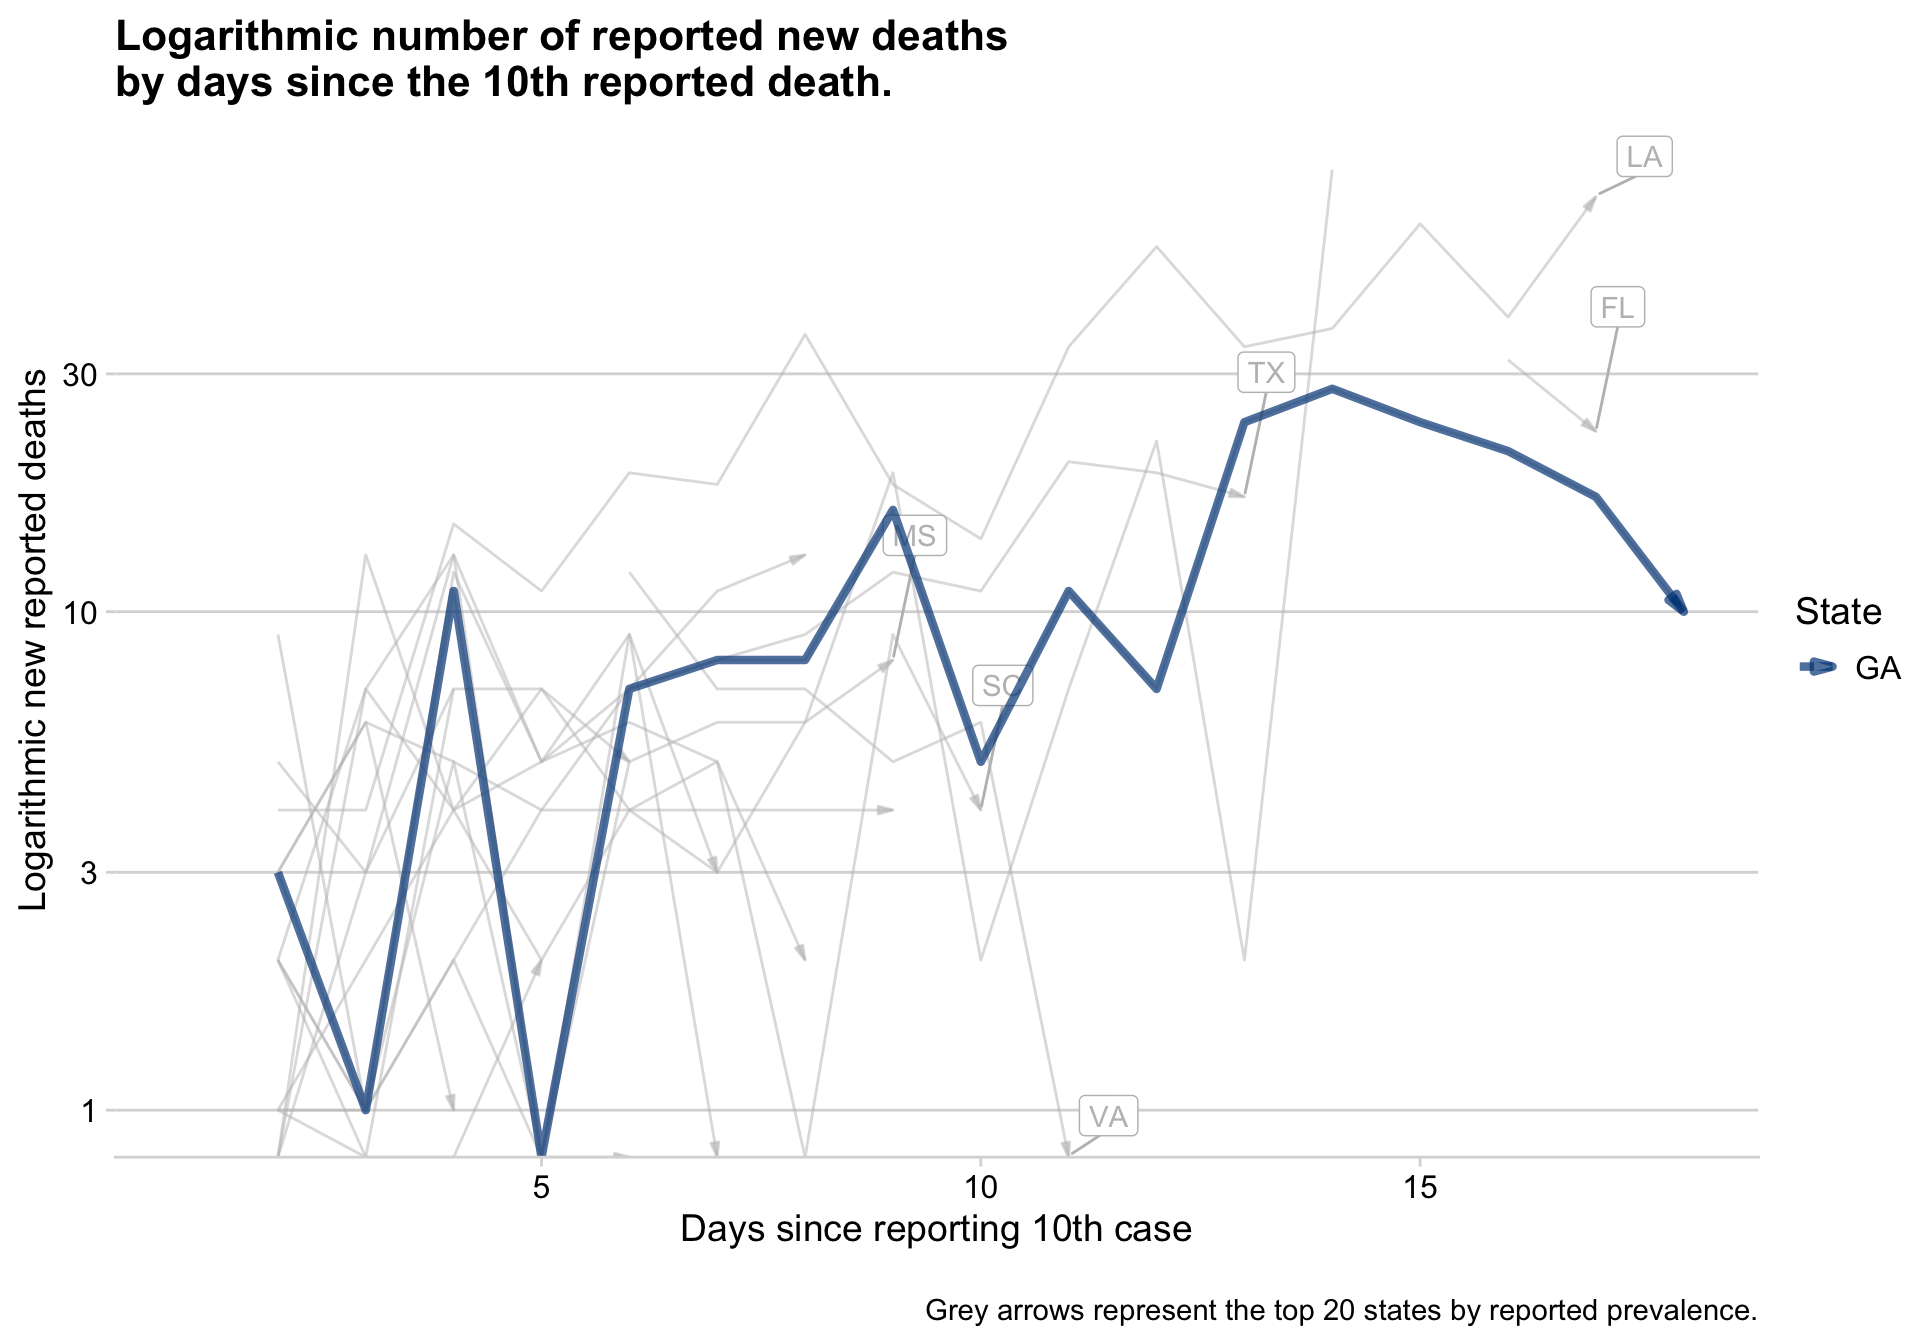 Logarithmic number of reported new deaths
by days since the 10th reported death.
LA
FL
30
TX
MS
10
SC
3
VA
1
5
10
15
Logarithmic new reported deaths
Days since reporting 10th case
State
GA
Grey arrows represent the top 20 states by reported prevalence.